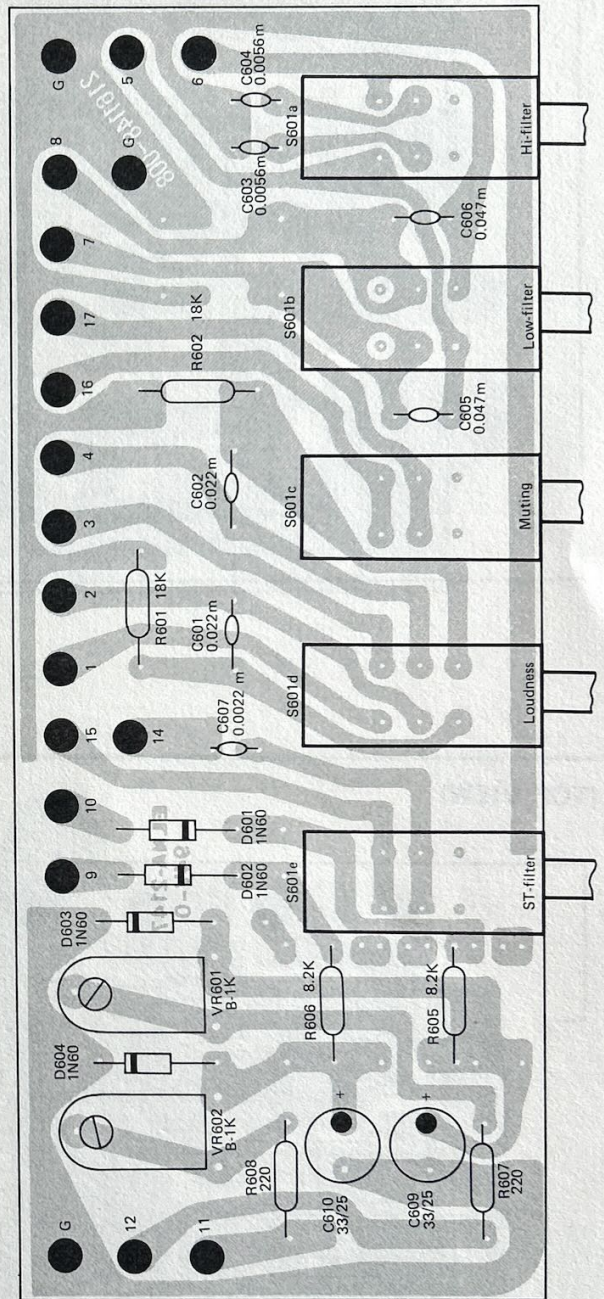 G
5
6
C604
0.0056m
S601a
Hi-filter
8
G
C603
0.0056m
C606
0.047m
7
17
18K
R602
S601b
Low-filter
16
C605
0.047m
4
C602
0.022m
S601c
Muting
3
2
18K
R601
C601
0.022m
1
S601d
Loudness
15
14
C607
0.0022 m
10
D601
1N60
9
D602
1N60
S601e
ST-filter
D603
1N60
VR601
B-1K
8.2K
R606
8.2K
R605
D604
1N60
VR602
B-1K
+
+
R608
220
C610
33/25
C609
33/25
R607
220
G
12
11